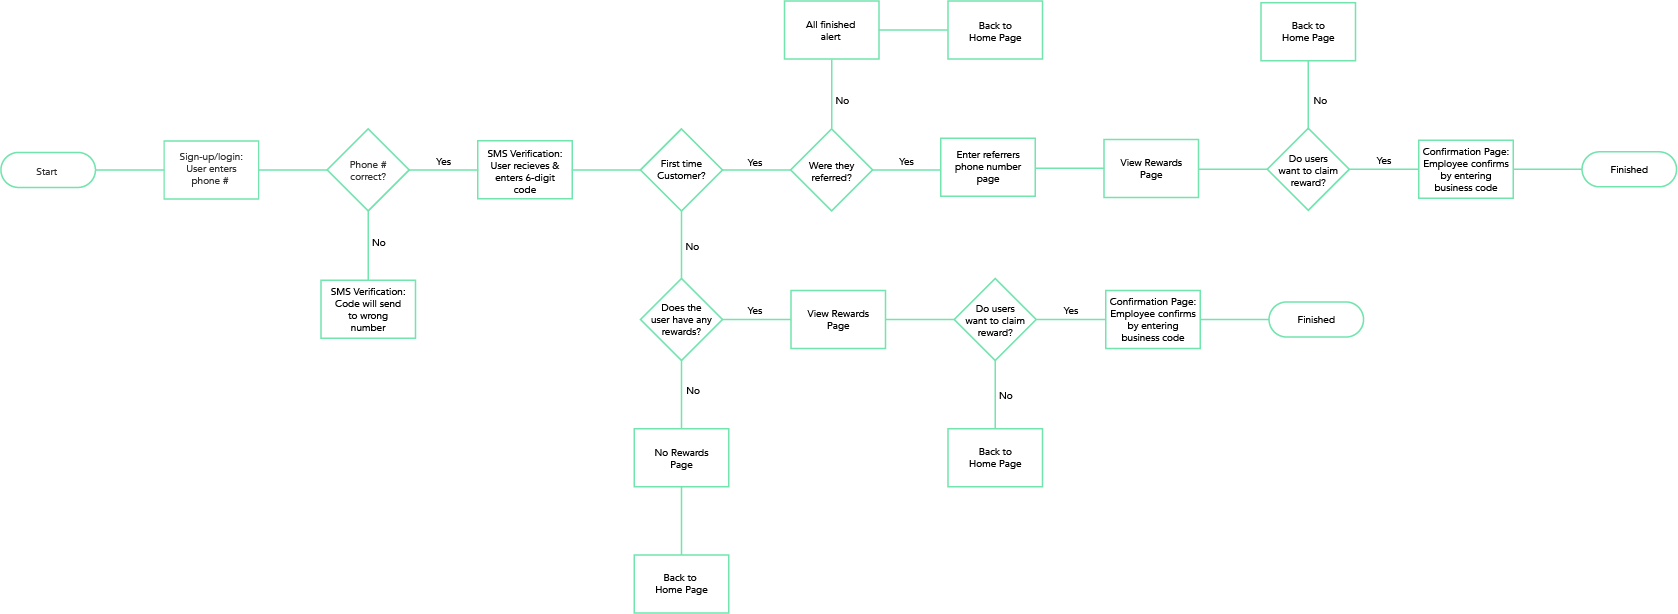 All finished
alert
Back to
Home Page
Back to
Home Page
No
No
Start
Sign-up/login:
User enters
phone #
Phone #
correct?
Yes
SMS Verification:
User recieves &
enters 6-digit
code
First time
Customer?
Yes
Were they
referred?
Yes
Enter referrers
phone number
page
View Rewards
Page
Do users
want to claim
reward?
Yes
Confirmation Page:
Employee confirms
by entering
business code
Finished
No
No
SMS Verification:
Code will send
to wrong
number
Does the
user have any
rewards?
Yes
View Rewards
Page
Do users
want to claim
reward?
Yes
Confirmation Page:
Employee confirms
by entering
business code
Finished
No
No
No Rewards
Page
Back to
Home Page
Back to
Home Page